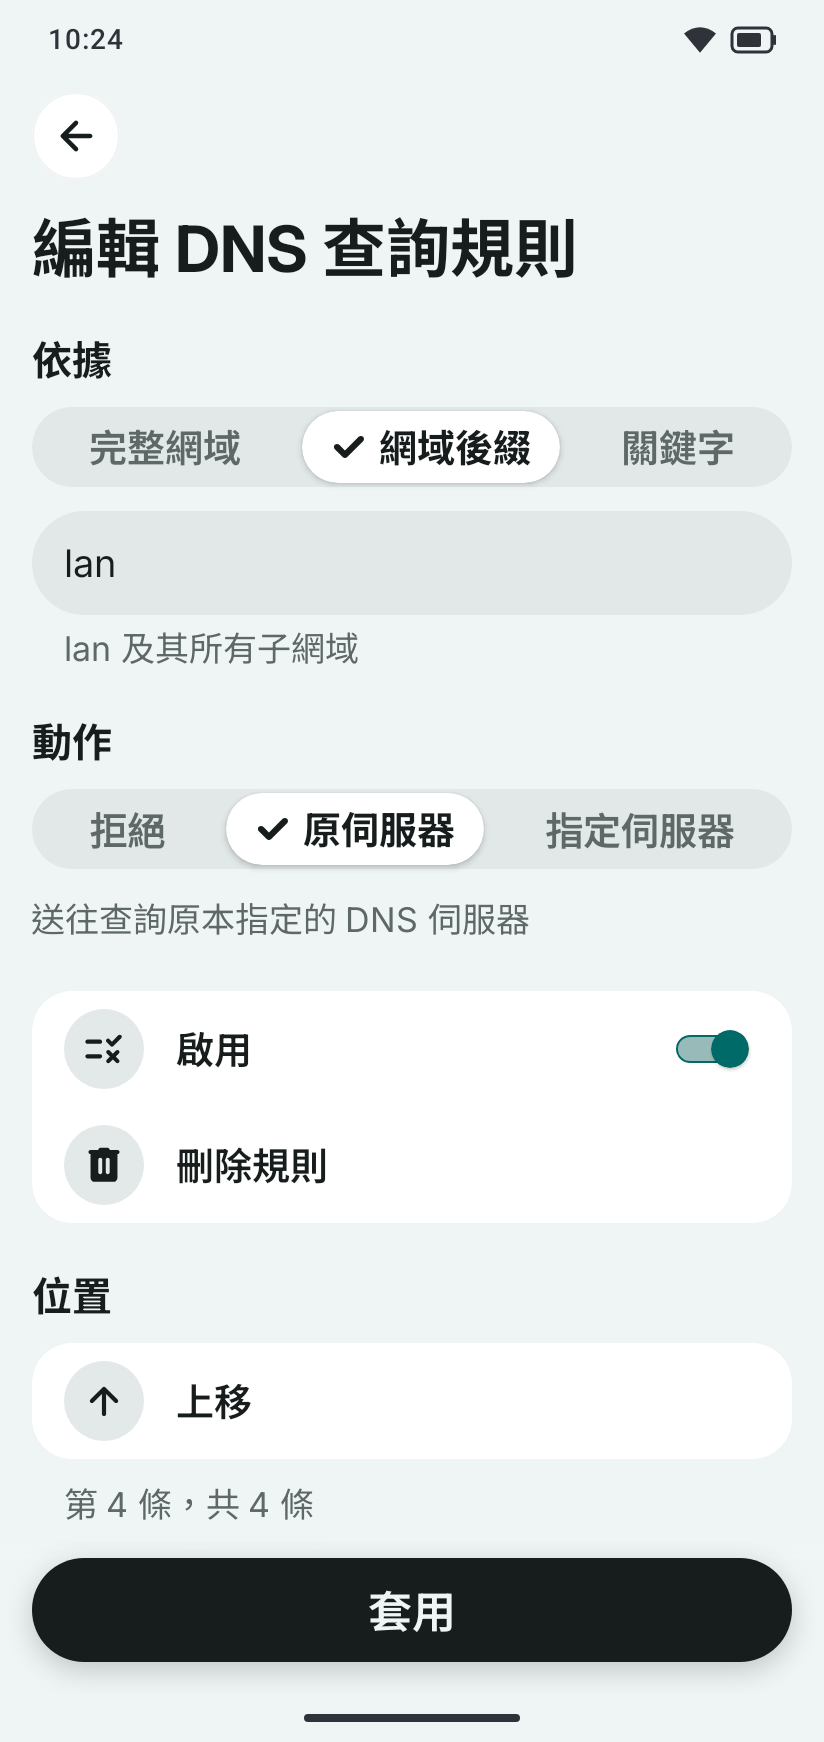 10:24
編輯 DNS 查詢規則
依據
完整網域
網域後綴
關鍵字
lan
lan 及其所有子網域
動作
拒絕
原伺服器
指定伺服器
送往查詢原本指定的 DNS 伺服器
啟用
刪除規則
位置
上移
第 4 條，共 4 條
套用